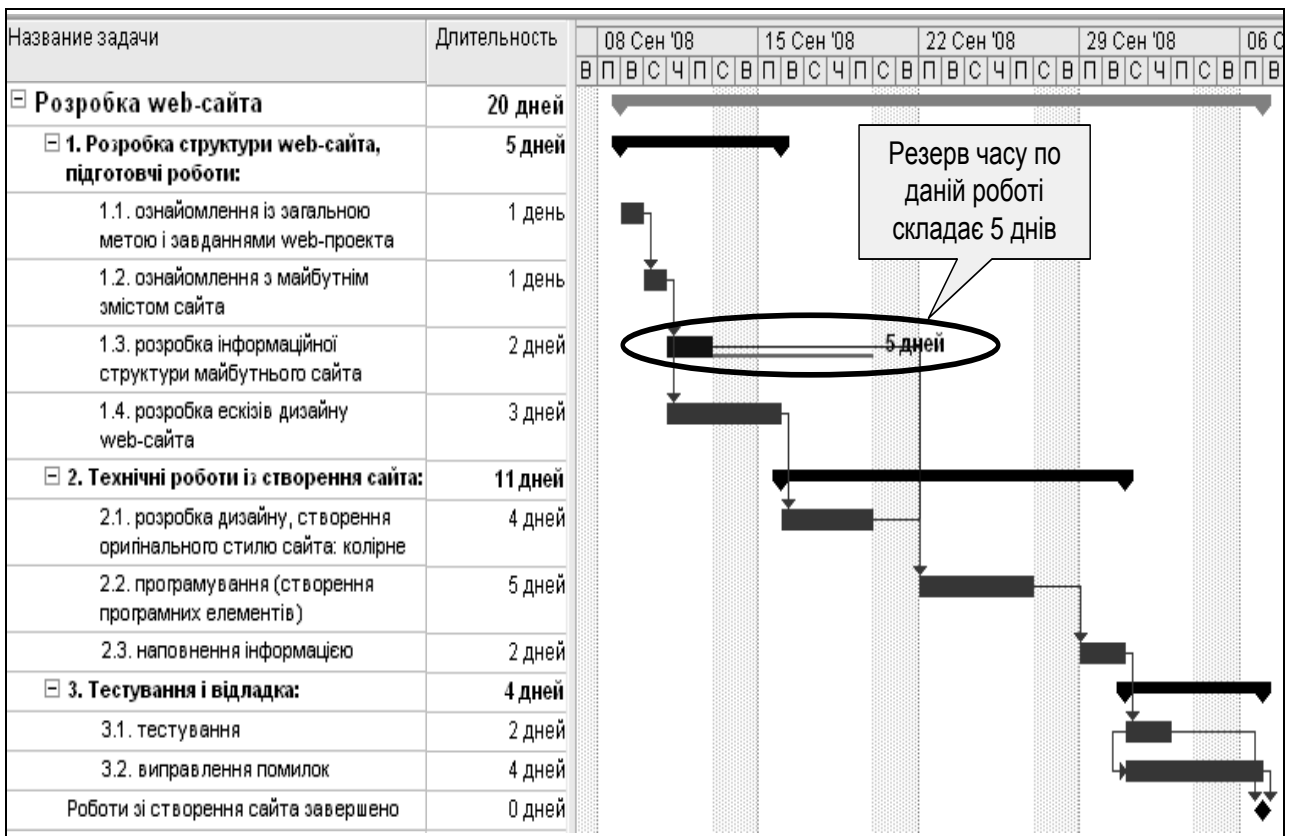 Название задачи Длительность 08 Сен '08 15 Сен '08 22 Сен '08 29 Сен '08 06 С
В П В С Ч П С В П В С Ч П С В П В С Ч П С В П В С Ч П С В П В
Розробка web-сайта 20 дней
1. Розробка структури web-сайта, 5 дней
підготовчі роботи:
Резерв часу по
даній роботі
складає 5 днів
1.1. ознайомлення із загальною 1 день
метою і завданнями web-проекта
1.2. ознайомлення з майбутнім 1 день
змістом сайта
1.3. розробка інформаційної 2 дней 5 дней
структури майбутнього сайта
1.4. розробка ескізів дизайну 3 дней
web-сайта
2. Технічні роботи із створення сайта: 11 дней
2.1. розробка дизайну, створення 4 дней
оригінального стилю сайта: колірне
2.2. програмування (створення 5 дней
програмних елементів)
2.3. наповнення інформацією 2 дней
3. Тестування і відладка: 4 дней
3.1. тестування 2 дней
3.2. виправлення помилок 4 дней
Роботи зі створення сайта завершено 0 дней